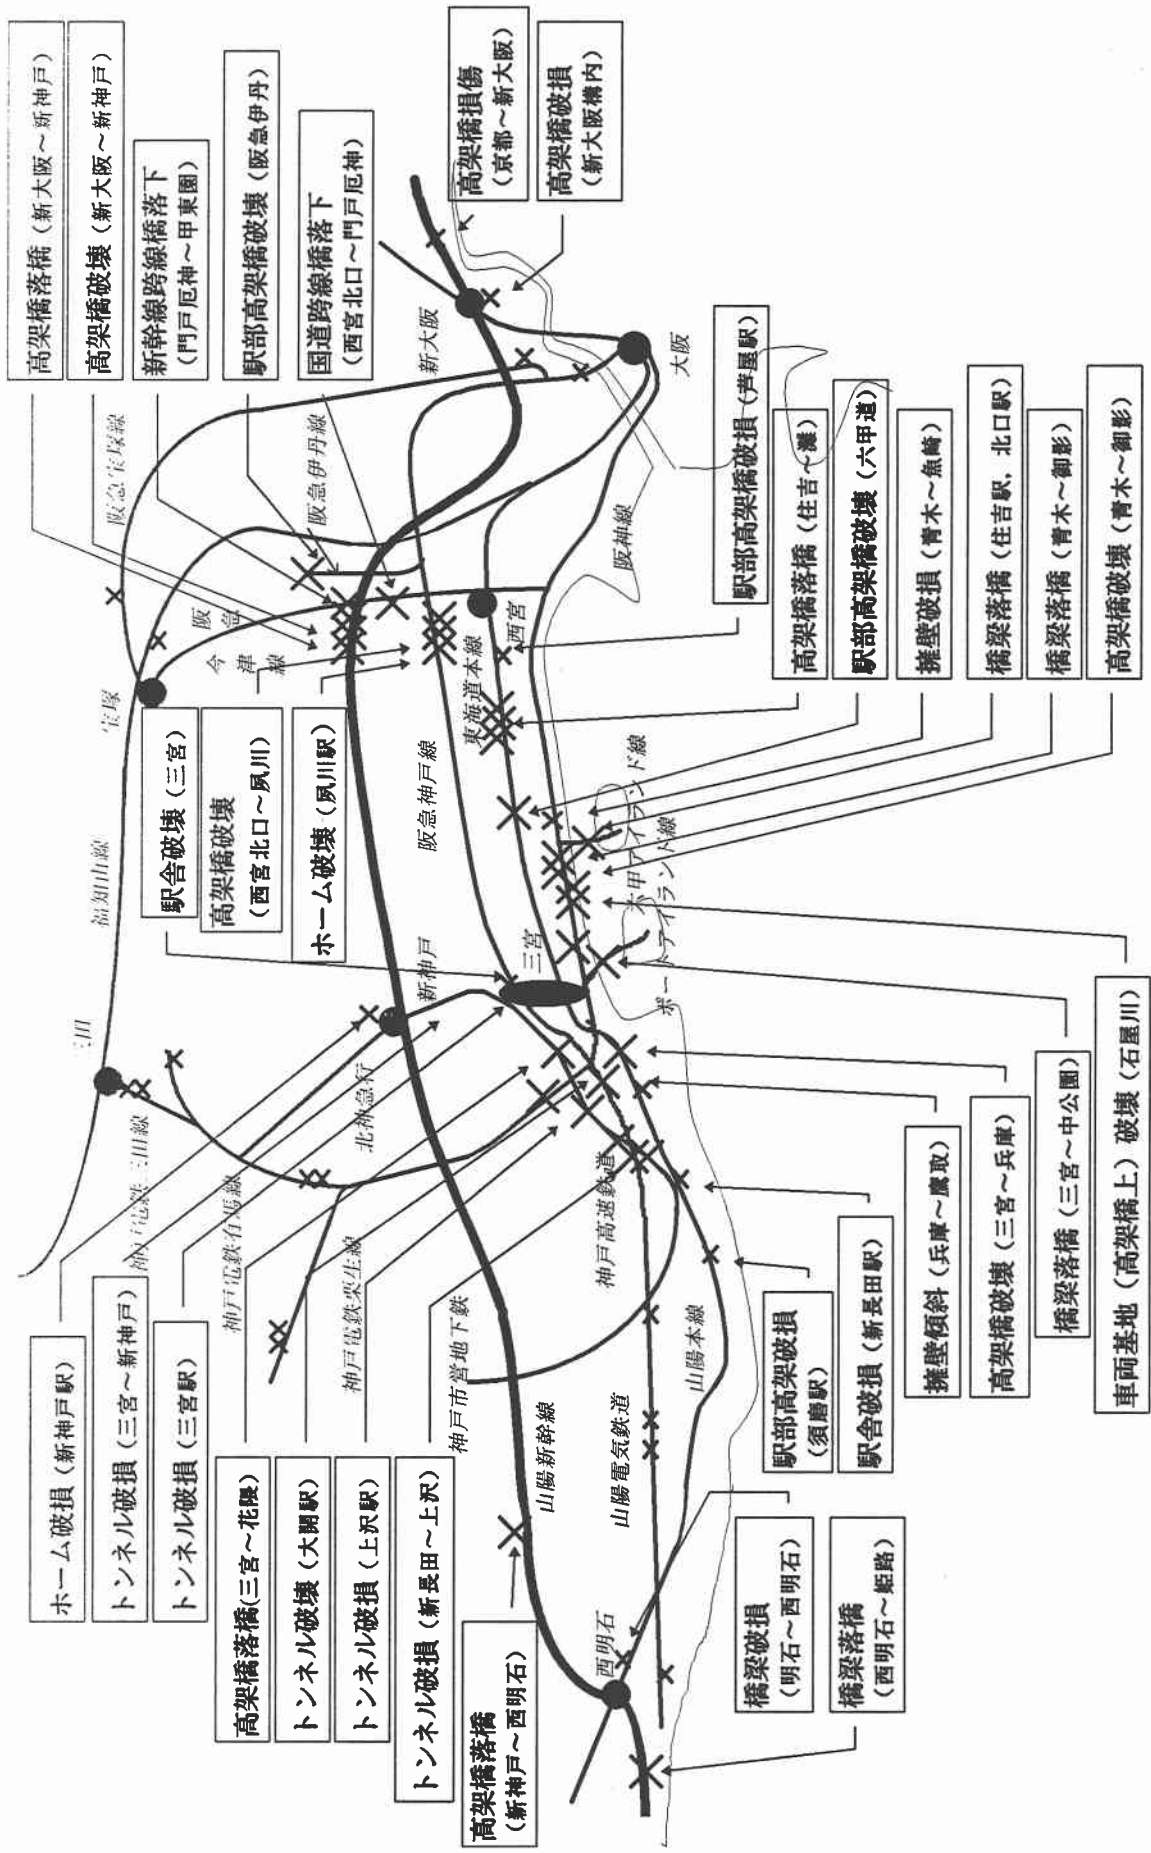 高架橋落橋（新大阪～新神戸）
高架橋破壊（新大阪～新神戸）
新幹線跨線橋落下
（門戸厄神～甲東園）
駅部高架橋破壊（阪急伊丹）
国道跨線橋落下
（西宮北口～門戸厄神）
高架橋損傷
（京都～新大阪）
高架橋破損
（新大阪構内）
駅舎破壊（三宮）
高架橋破壊
（西宮北口～夙川）
ホーム破壊（夙川駅）
ホーム破損（新神戸駅）
トンネル破損（三宮～新神戸）
トンネル破損（三宮駅）
高架橋落橋(三宮～花隈）
トンネル破壊（大開駅）
トンネル破損（上沢駅）
トンネル破損（新長田～上沢）
高架橋落橋
（新神戸～西明石）
駅部高架橋破損（芦屋駅）
高架橋落橋（住吉～灘）
駅部高架橋破壊（六甲道）
擁壁破損（青木～魚崎）
橋梁落橋（住吉駅，北口駅）
橋梁落橋（青木～御影）
高架橋破壊（青木～御影）
車両基地（高架橋上）破壊（石屋川）
橋梁落橋（三宮～中公園）
高架橋破壊（三宮～兵庫）
擁壁傾斜（兵庫～鷹取）
駅舎破損（新長田駅）
駅部高架破損
（須磨駅）
橋梁破損
（明石～西明石）
橋梁落橋
（西明石～姫路）
阪急宝塚線
阪急伊丹線
新大阪
大阪
阪神線
阪急
今津線
宝塚
西宮
東海道本線
阪急神戸線
福知山線
六甲アイランド線
ポートアイランド線
三宮
新神戸
三田
北神急行
神戸電鉄三田線
神戸電鉄有馬線
神戸電鉄粟生線
神戸市営地下鉄
神戸高速鉄道
山陽新幹線
山陽電気鉄道
山陽本線
西明石